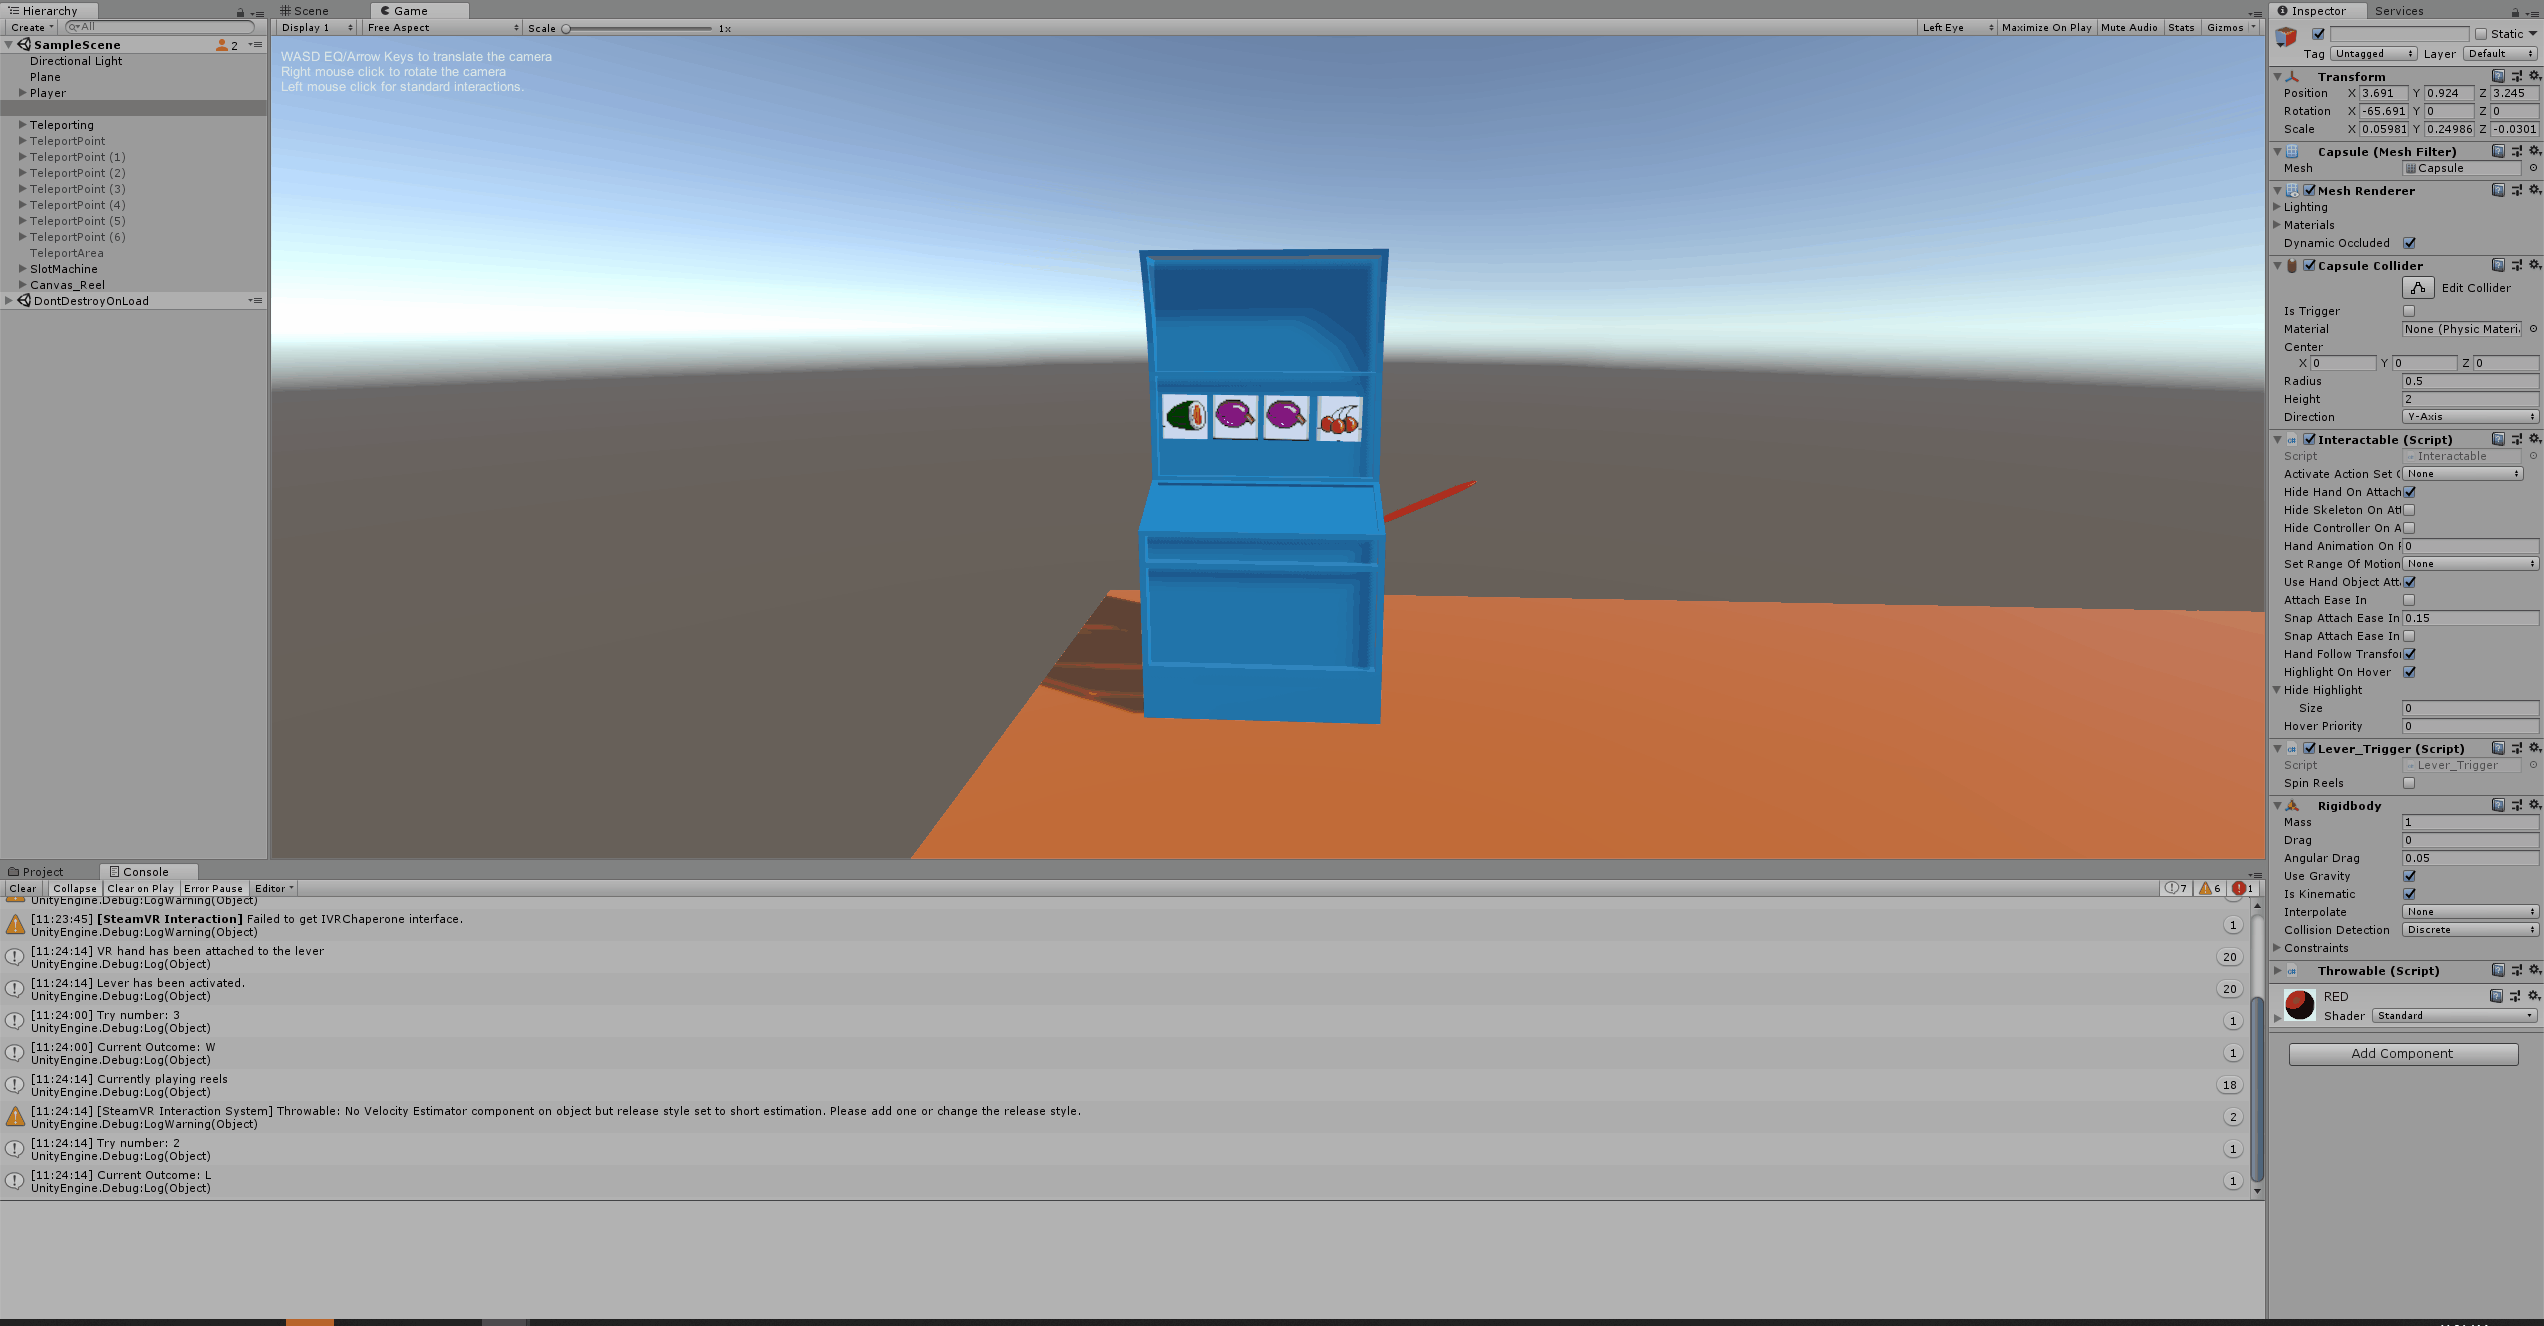 Hierarchy
Create
All
SampleScene 2
Directional Light
Plane
Player
Teleporting
TeleportPoint
TeleportPoint (1)
TeleportPoint (2)
TeleportPoint (3)
TeleportPoint (4)
TeleportPoint (5)
TeleportPoint (6)
TeleportArea
SlotMachine
Canvas_Reel
DontDestroyOnLoad
Scene Game
Display 1 Free Aspect Scale 1x Left Eye Maximize On Play Mute Audio Stats Gizmos
WASD EQ/Arrow Keys to translate the camera
Right mouse click to rotate the camera
Left mouse click for standard interactions.
Project Console
Clear Collapse Clear on Play Error Pause Editor 7 6 1
UnityEngine.Debug:LogWarning(Object)
[11:23:45] [SteamVR Interaction] Failed to get IVRChaperone interface.
UnityEngine.Debug:LogWarning(Object) 1
[11:24:14] VR hand has been attached to the lever
UnityEngine.Debug:Log(Object) 20
[11:24:14] Lever has been activated.
UnityEngine.Debug:Log(Object) 20
[11:24:00] Try number: 3
UnityEngine.Debug:Log(Object) 1
[11:24:00] Current Outcome: W
UnityEngine.Debug:Log(Object) 1
[11:24:14] Currently playing reels
UnityEngine.Debug:Log(Object) 18
[11:24:14] [SteamVR Interaction System] Throwable: No Velocity Estimator component on object but release style set to short estimation. Please add one or change the release style.
UnityEngine.Debug:LogWarning(Object) 2
[11:24:14] Try number: 2
UnityEngine.Debug:Log(Object) 1
[11:24:14] Current Outcome: L
UnityEngine.Debug:Log(Object) 1
Inspector Services
Static
Tag Untagged Layer Default
Transform
Position X 3.691 Y 0.924 Z 3.245
Rotation X -65.691 Y 0 Z 0
Scale X 0.05981 Y 0.24986 Z -0.0301
Capsule (Mesh Filter)
Mesh Capsule
Mesh Renderer
Lighting
Materials
Dynamic Occluded
Capsule Collider
Edit Collider
Is Trigger
Material None (Physic Materi
Center
X 0 Y 0 Z 0
Radius 0.5
Height 2
Direction Y-Axis
Interactable (Script)
Script Interactable
Activate Action Set None
Hide Hand On Attach
Hide Skeleton On Att
Hide Controller On A
Hand Animation On 0
Set Range Of Motion None
Use Hand Object Att
Attach Ease In
Snap Attach Ease In 0.15
Snap Attach Ease In
Hand Follow Transfo
Highlight On Hover
Hide Highlight
Size 0
Hover Priority 0
Lever_Trigger (Script)
Script Lever_Trigger
Spin Reels
Rigidbody
Mass 1
Drag 0
Angular Drag 0.05
Use Gravity
Is Kinematic
Interpolate None
Collision Detection Discrete
Constraints
Throwable (Script)
RED
Shader Standard
Add Component